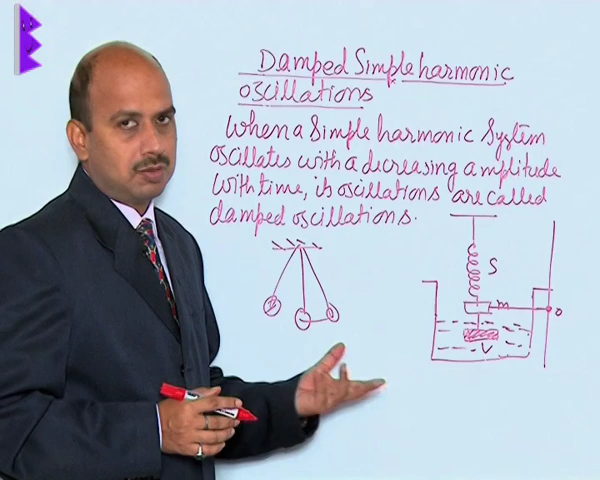 Damped Simple harmonic
oscillations
When a Simple harmonic System
oscillates with a decreasing amplitude
with time, its oscillations are called
damped oscillations.
S
m
o
V